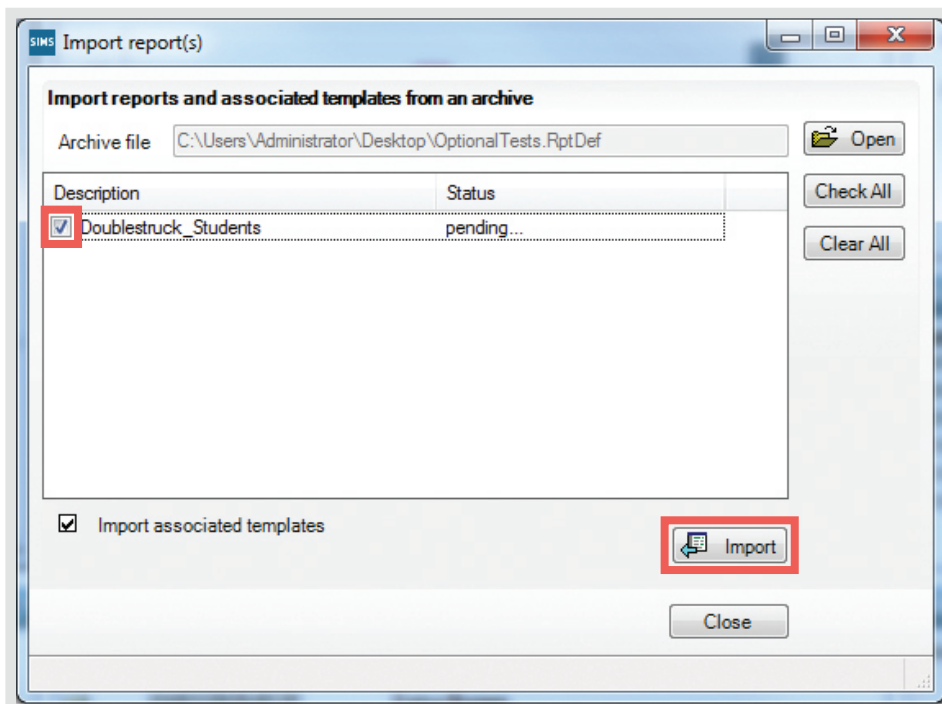 SIMS Import report(s)
Import reports and associated templates from an archive
Archive file C:\Users\Administrator\Desktop\OptionalTests.RptDef Open
Description Status Check All
Doublestruck_Students pending...
Clear All
Import associated templates
Import
Close